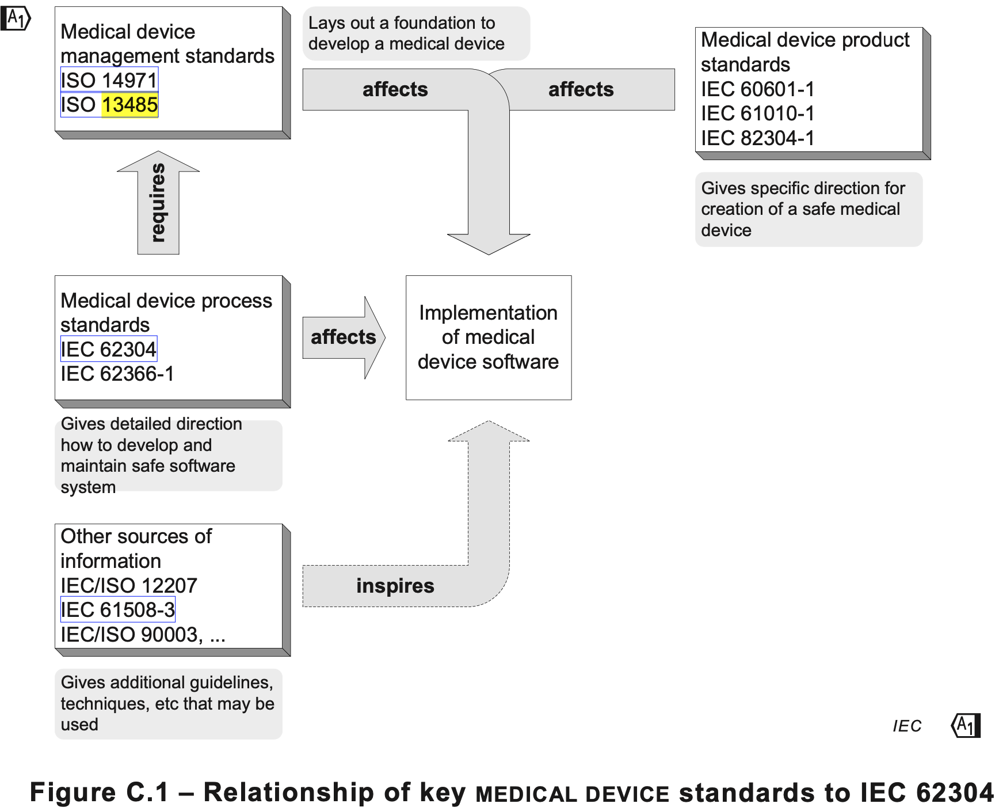 A1
Medical device
management standards
ISO 14971
ISO 13485
Lays out a foundation to
develop a medical device
affects
affects
Medical device product
standards
IEC 60601-1
IEC 61010-1
IEC 82304-1
Gives specific direction for
creation of a safe medical
device
requires
Medical device process
standards
IEC 62304
IEC 62366-1
affects
Implementation
of medical
device software
Gives detailed direction
how to develop and
maintain safe software
system
Other sources of
information
IEC/ISO 12207
IEC 61508-3
IEC/ISO 90003, ...
inspires
Gives additional guidelines,
techniques, etc that may be
used
IEC
A1
Figure C.1 – Relationship of key MEDICAL DEVICE standards to IEC 62304